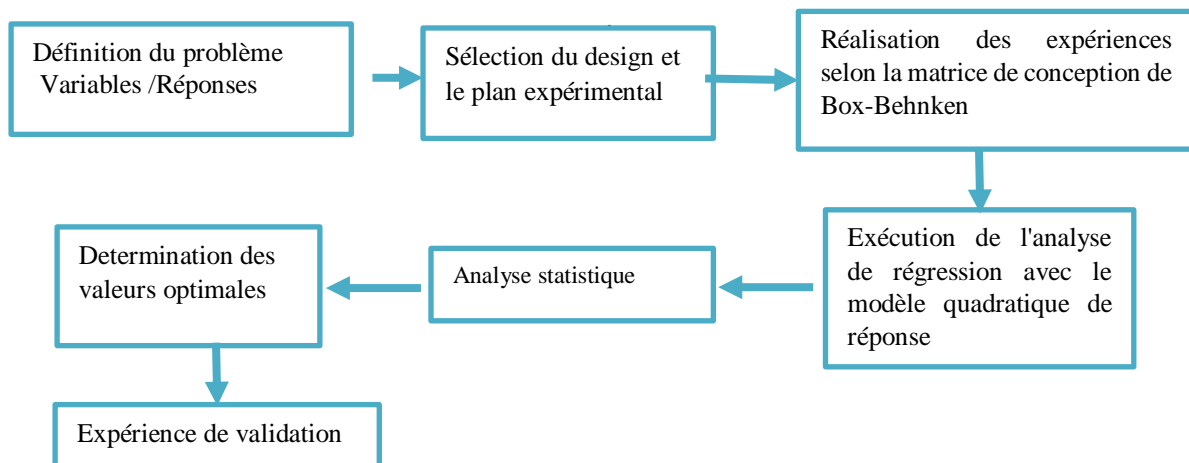 Définition du problème
Variables /Réponses
Sélection du design et
le plan expérimental
Réalisation des expériences
selon la matrice de conception de
Box-Behnken
Exécution de l'analyse
de régression avec le
modèle quadratique de
réponse
Analyse statistique
Determination des
valeurs optimales
Expérience de validation